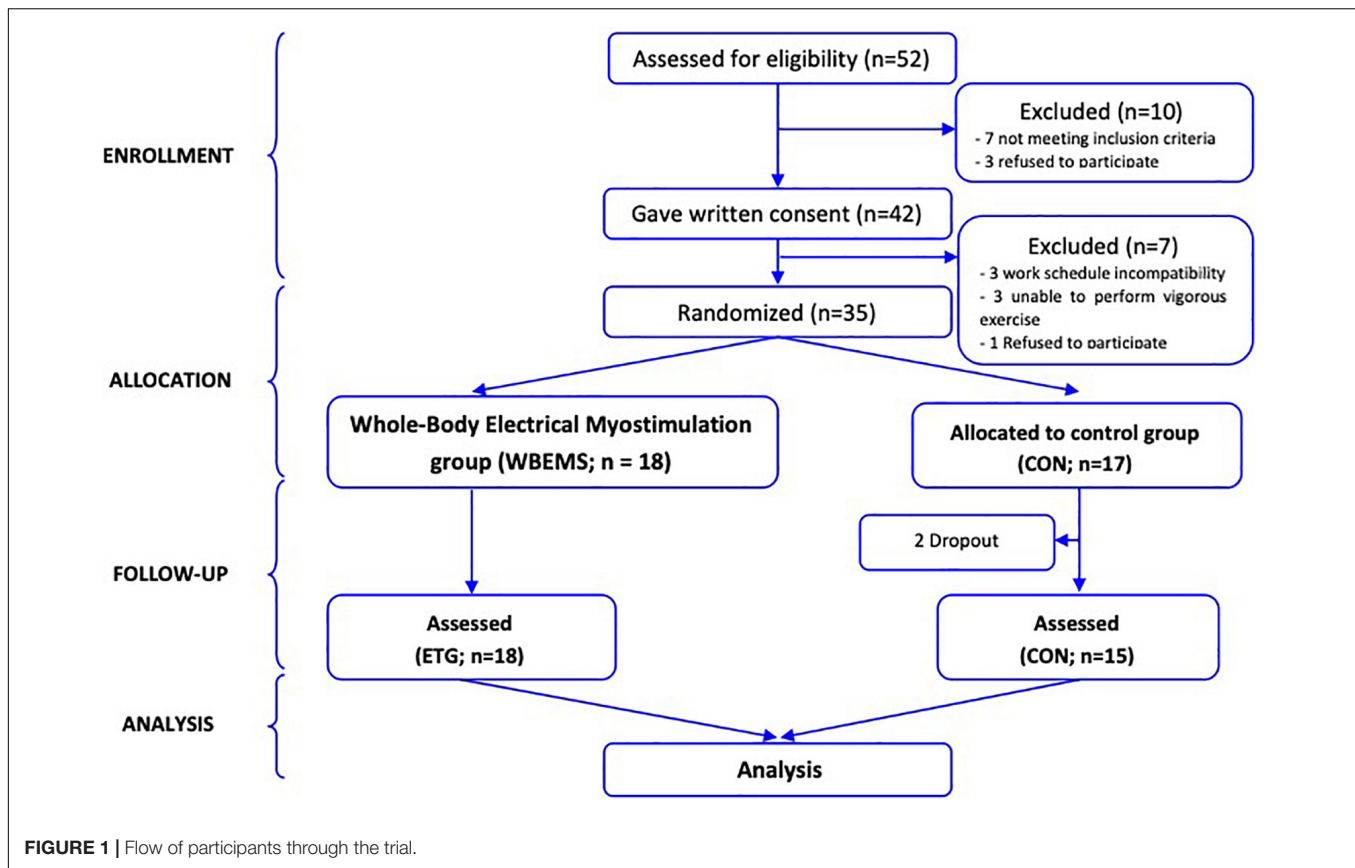 Assessed for eligibility (n=52)
Excluded (n=10)
- 7 not meeting inclusion criteria
- 3 refused to participate
ENROLLMENT
Gave written consent (n=42)
Excluded (n=7)
- 3 work schedule incompatibility
- 3 unable to perform vigorous
exercise
- 1 Refused to participate
Randomized (n=35)
ALLOCATION
Whole-Body Electrical Myostimulation
group (WBEMS; n = 18)
Allocated to control group
(CON; n=17)
2 Dropout
FOLLOW-UP
Assessed
(ETG; n=18)
Assessed
(CON; n=15)
ANALYSIS
Analysis
FIGURE 1 | Flow of participants through the trial.